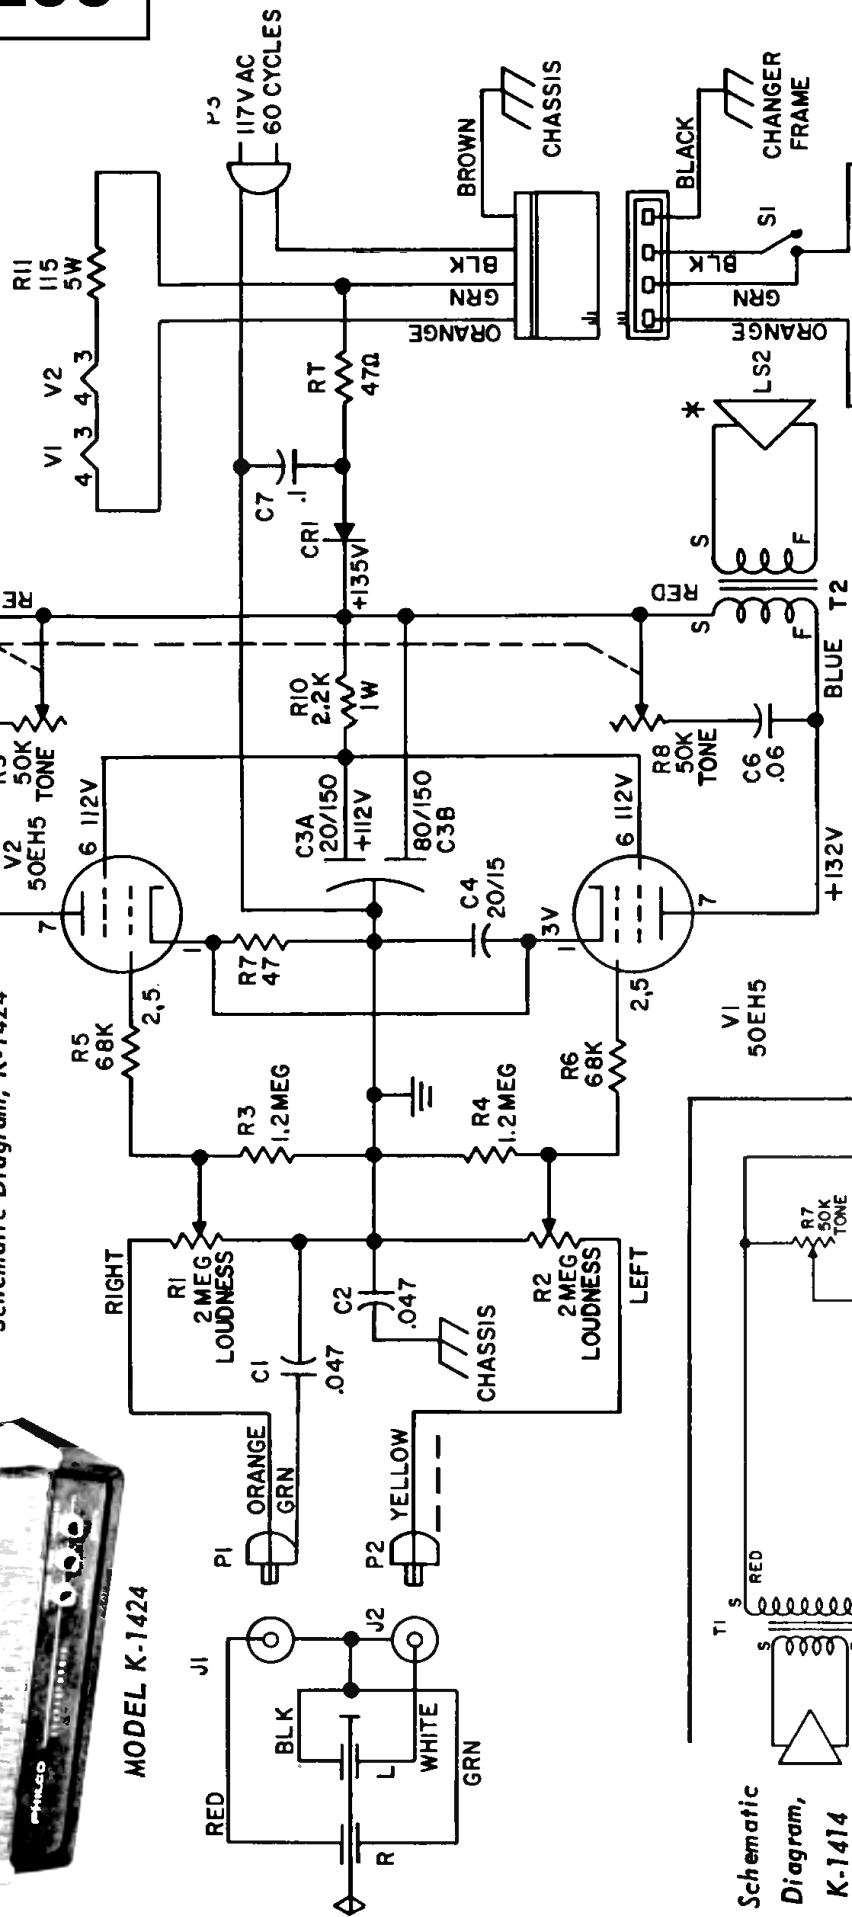 P3
117VAC
60 CYCLES
BROWN
CHASSIS
BLACK
CHANGER
FRAME
R11
115
5W
V1
4 3
V2
4 3
BLK
GRN
ORANGE
BLK
GRN
ORANGE
S1
RT
47Ω
C7
.1
CR1
+135V
RE
RED
LS2
*
S
F
S
F
T2
BLUE
R10
2.2K
1W
50K
TONE
R8
50K
TONE
C6
.06
V2
50EH5
6 112V
7
C3A
20/150
+112V
80/150
C3B
6 112V
+132V
7
1
R7
47
C4
20/15
3V
1
2,5
2,5
V1
50EH5
R5
68K
R6
68K
R3
1.2MEG
R4
1.2MEG
RIGHT
R1
2MEG
LOUDNESS
C1
.047
C2
.047
CHASSIS
R2
2MEG
LOUDNESS
LEFT
R7
50K
TONE
ORANGE
GRN
YELLOW
P1
P2
J1
J2
RED
BLK
WHITE
GRN
L
R
T1
S
RED
S
Schematic Diagram, K-1424
PHILCO
MODEL K-1424
Schematic
Diagram,
K-1414